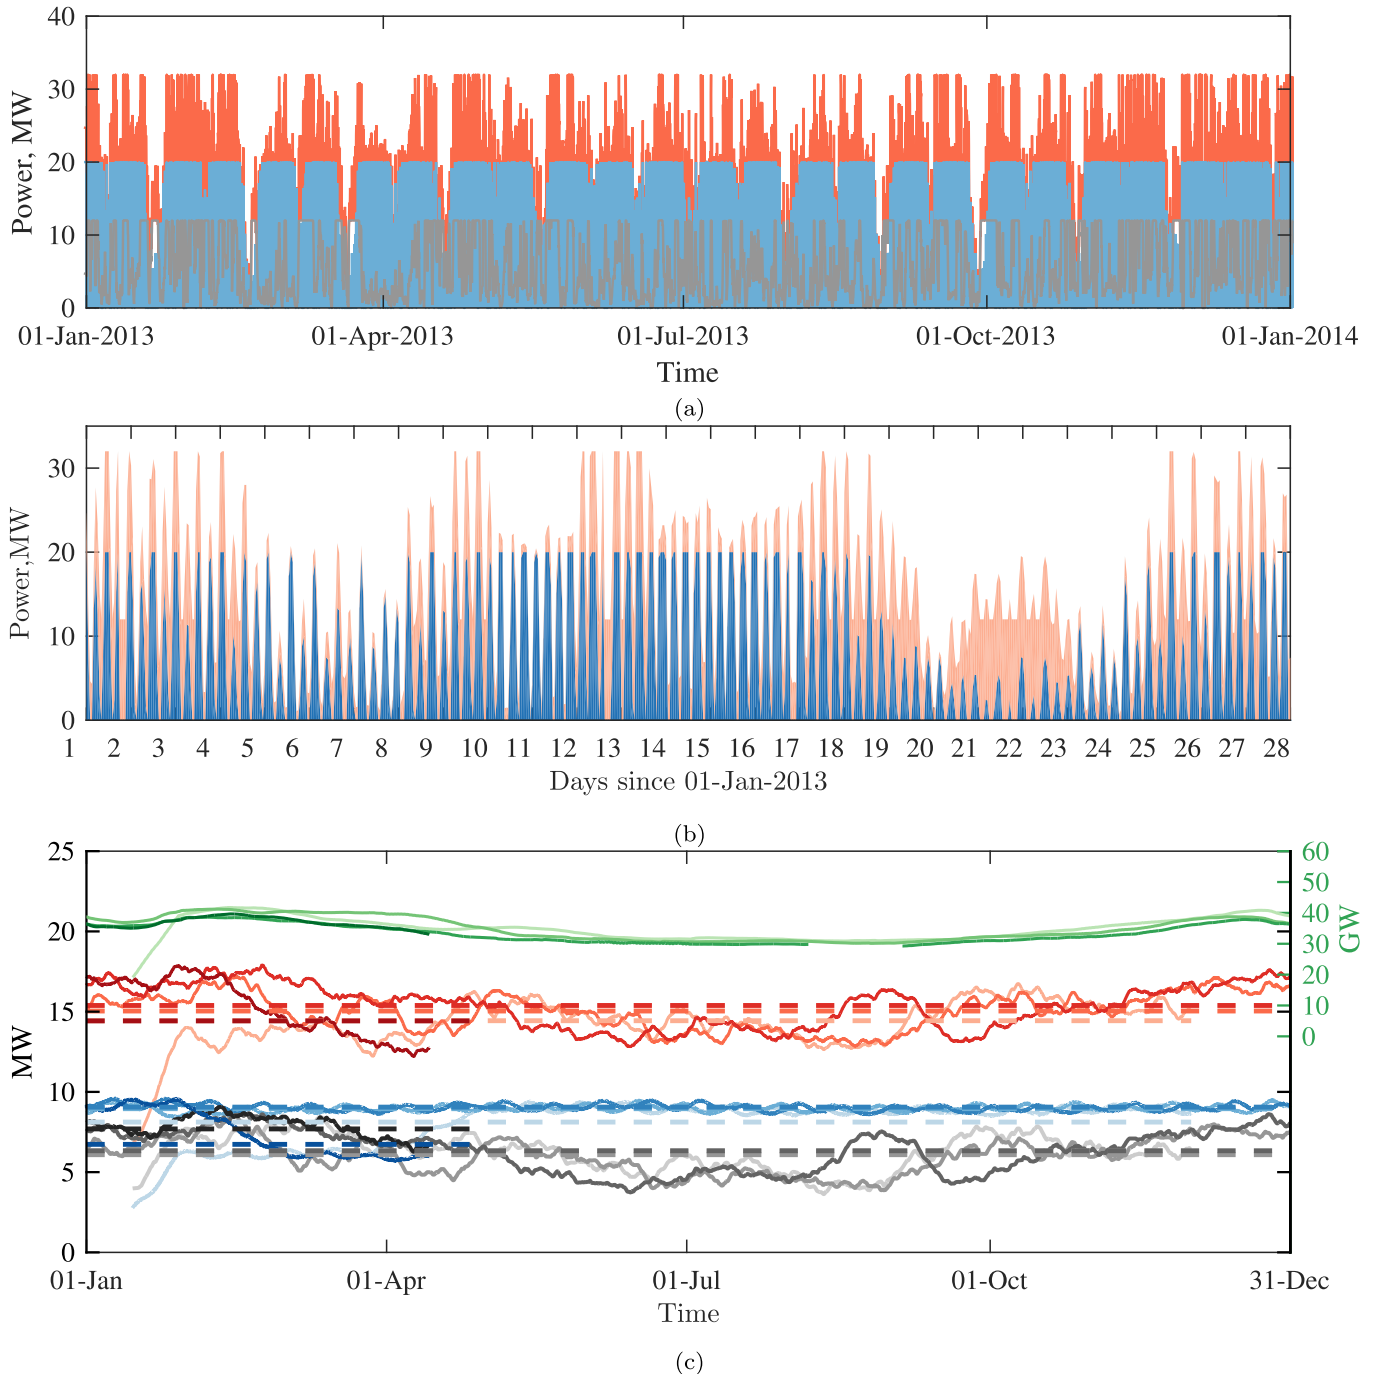 40
30
20
10
0
Power, MW
01-Jan-2013 01-Apr-2013 01-Jul-2013 01-Oct-2013 01-Jan-2014
Time
(a)
30
20
10
0
Power,MW
1 2 3 4 5 6 7 8 9 10 11 12 13 14 15 16 17 18 19 20 21 22 23 24 25 26 27 28
Days since 01-Jan-2013
(b)
25
20
15
10
5
0
MW
60
50
40
30
20
10
0
GW
01-Jan 01-Apr 01-Jul 01-Oct 31-Dec
Time
(c)